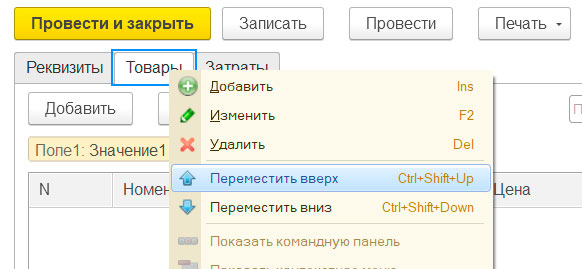 Провести и закрыть Записать Провести Печать
Реквизиты Товары Затраты
Добавить Ins
Добавить
Изменить F2
Поле1: Значение1 Удалить Del
N Номен Переместить вверх Ctrl+Shift+Up Цена
Переместить вниз Ctrl+Shift+Down
Показать командную панель